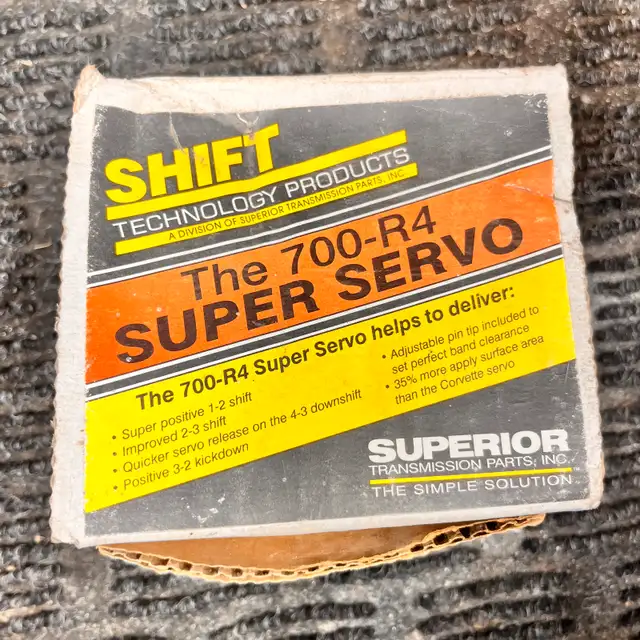 SHIFT
TECHNOLOGY PRODUCTS
A DIVISION OF SUPERIOR TRANSMISSION PARTS, INC
The 700-R4
SUPER SERVO
The 700-R4 Super Servo helps to deliver:
• Super positive 1-2 shift
• Improved 2-3 shift
• Quicker servo release on the 4-3 downshift
• Positive 3-2 kickdown
• Adjustable pin tip included to
set perfect band clearance
• 35% more apply surface area
than the Corvette servo
SUPERIOR
TRANSMISSION PARTS, INC.
THE SIMPLE SOLUTION